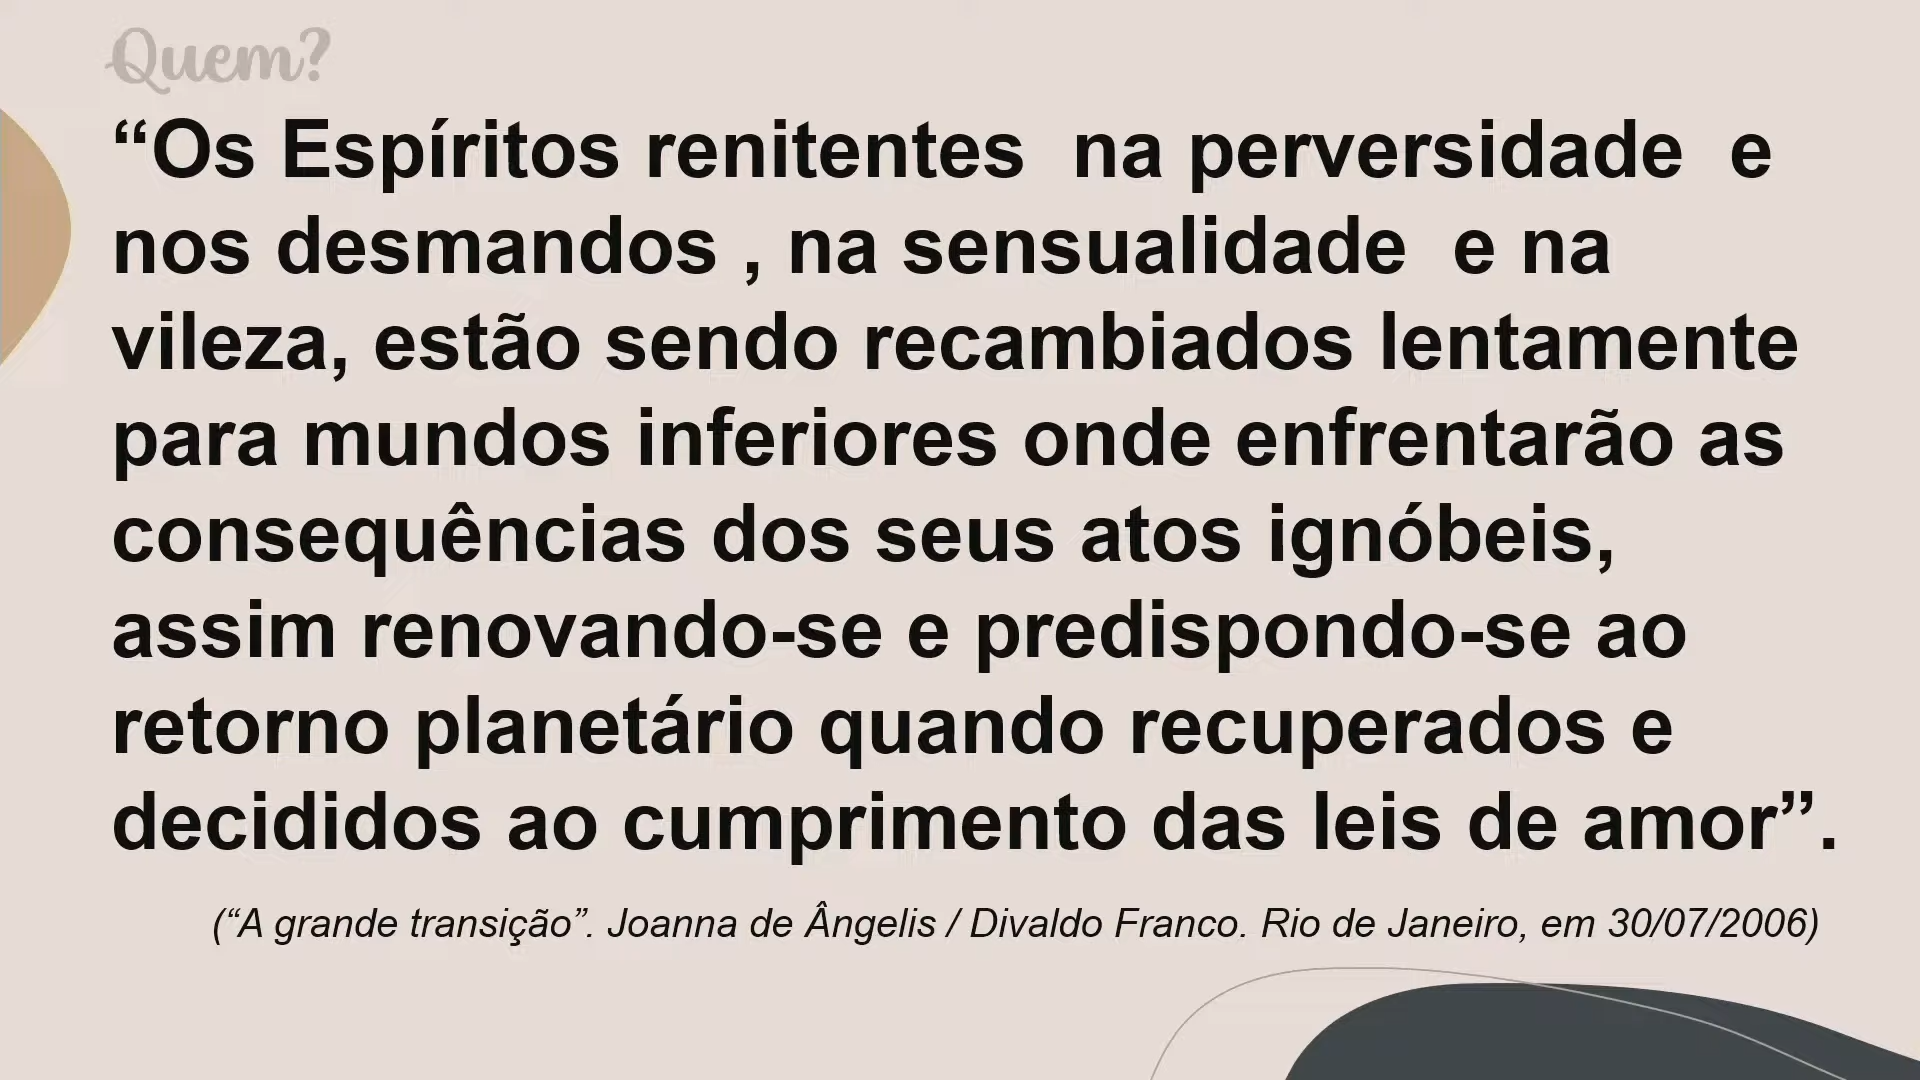 Quem?
“Os Espíritos renitentes  na perversidade  e
nos desmandos , na sensualidade  e na
vileza, estão sendo recambiados lentamente
para mundos inferiores onde enfrentarão as
consequências dos seus atos ignóbeis,
assim renovando-se e predispondo-se ao
retorno planetário quando recuperados e
decididos ao cumprimento das leis de amor”.
(“A grande transição”. Joanna de Ângelis / Divaldo Franco. Rio de Janeiro, em 30/07/2006)